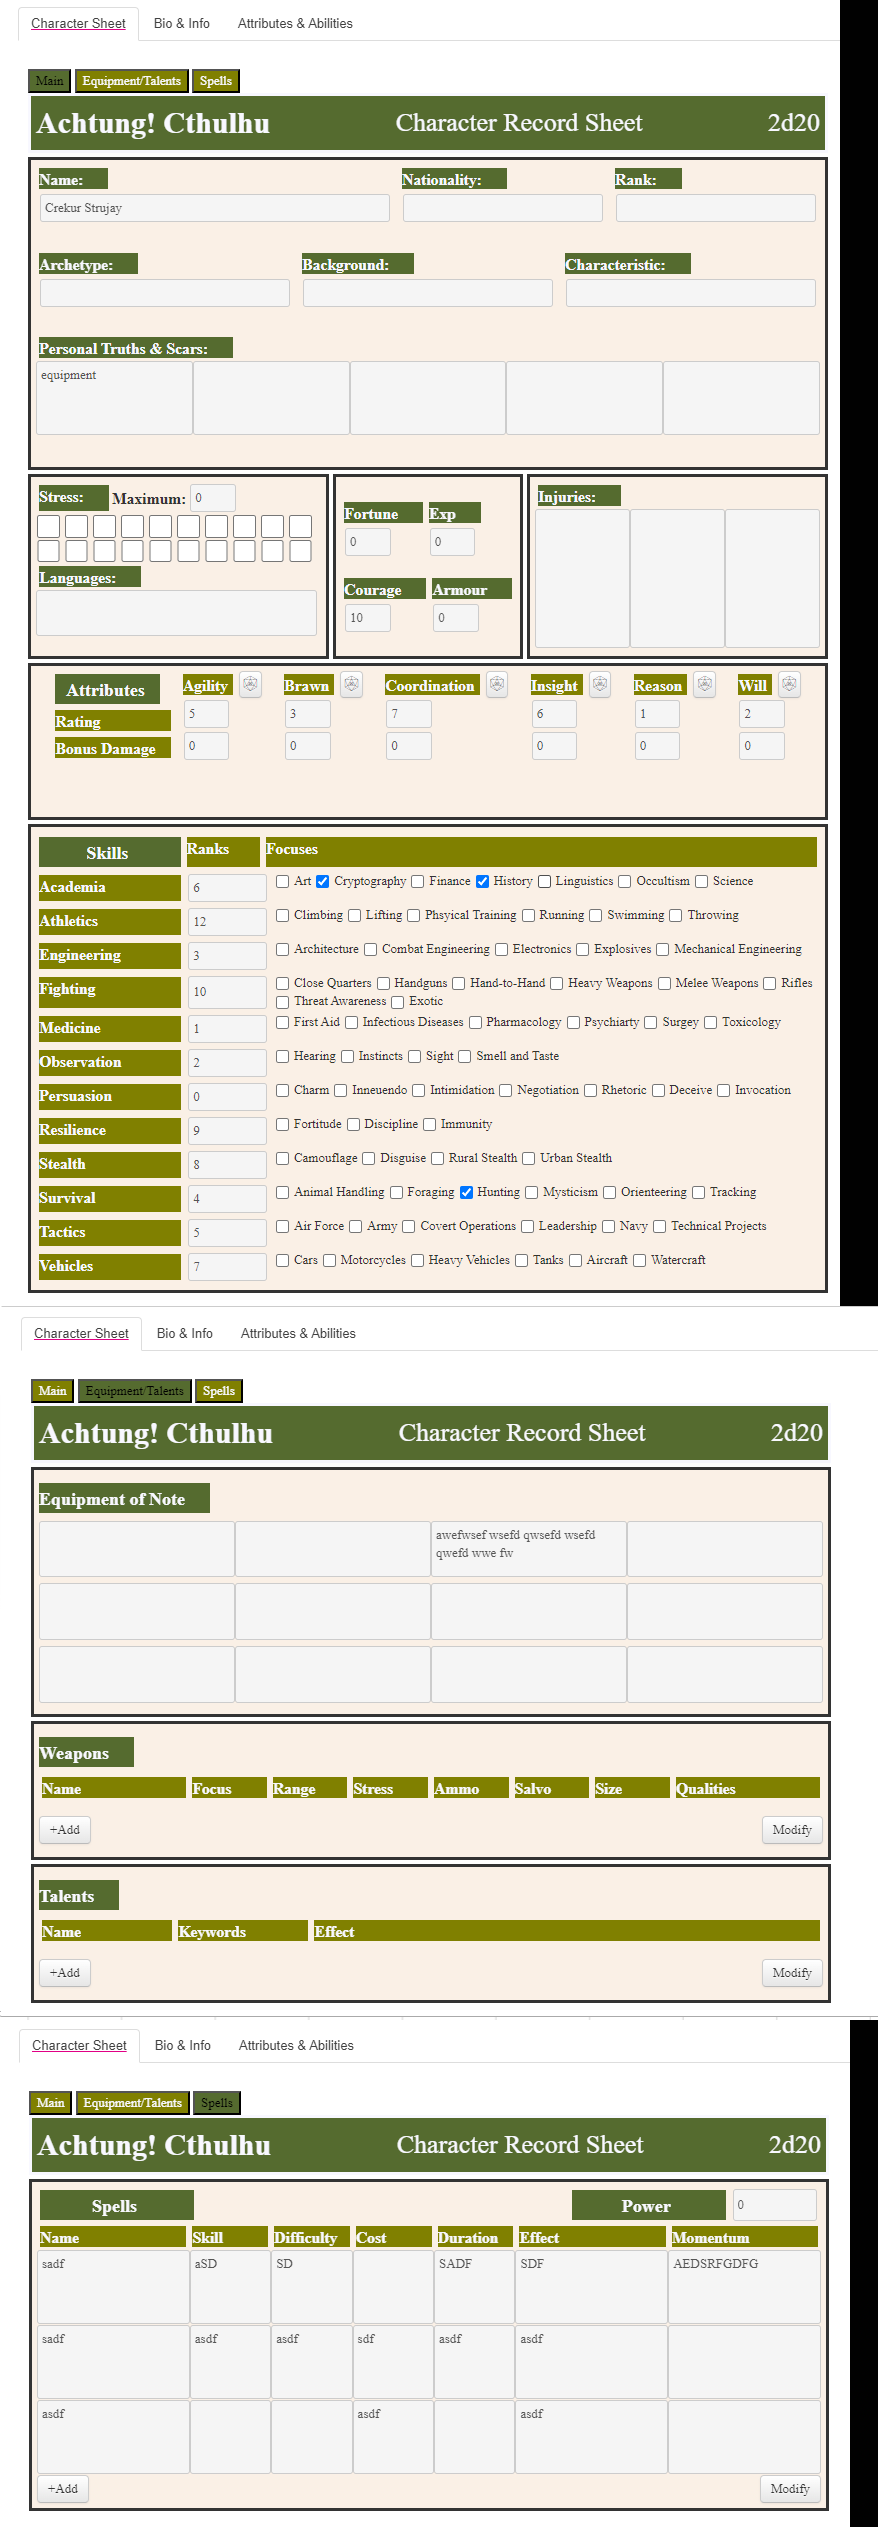 Character Sheet Bio & Info Attributes & Abilities
Main Equipment/Talents Spells
Achtung! Cthulhu Character Record Sheet 2d20
Name: Nationality: Rank:
Crekur Strujay
Archetype: Background: Characteristic:
Personal Truths & Scars:
equipment
Stress: Maximum: 0
Languages:
Fortune Exp
0 0
Courage Armour
10 0
Injuries:
Attributes Agility Brawn Coordination Insight Reason Will
Rating 5 3 7 6 1 2
Bonus Damage 0 0 0 0 0 0
Skills Ranks Focuses
Academia 6 Art Cryptography Finance History Linguistics Occultism Science
Athletics 12 Climbing Lifting Phsyical Training Running Swimming Throwing
Engineering 3 Architecture Combat Engineering Electronics Explosives Mechanical Engineering
Fighting 10 Close Quarters Handguns Hand-to-Hand Heavy Weapons Melee Weapons Rifles
Threat Awareness Exotic
Medicine 1 First Aid Infectious Diseases Pharmacology Psychiarty Surgey Toxicology
Observation 2 Hearing Instincts Sight Smell and Taste
Persuasion 0 Charm Inneuendo Intimidation Negotiation Rhetoric Deceive Invocation
Resilience 9 Fortitude Discipline Immunity
Stealth 8 Camouflage Disguise Rural Stealth Urban Stealth
Survival 4 Animal Handling Foraging Hunting Mysticism Orienteering Tracking
Tactics 5 Air Force Army Covert Operations Leadership Navy Technical Projects
Vehicles 7 Cars Motorcycles Heavy Vehicles Tanks Aircraft Watercraft
Character Sheet Bio & Info Attributes & Abilities
Main Equipment/Talents Spells
Achtung! Cthulhu Character Record Sheet 2d20
Equipment of Note
awefwsef wsefd qwsefd wsefd
qwefd wwe fw
Weapons
Name Focus Range Stress Ammo Salvo Size Qualities
+Add Modify
Talents
Name Keywords Effect
+Add Modify
Character Sheet Bio & Info Attributes & Abilities
Main Equipment/Talents Spells
Achtung! Cthulhu Character Record Sheet 2d20
Spells Power 0
Name Skill Difficulty Cost Duration Effect Momentum
sadf aSD SD SADF SDF AEDSRFGDFG
sadf asdf asdf sdf asdf asdf
asdf asdf asdf
+Add Modify